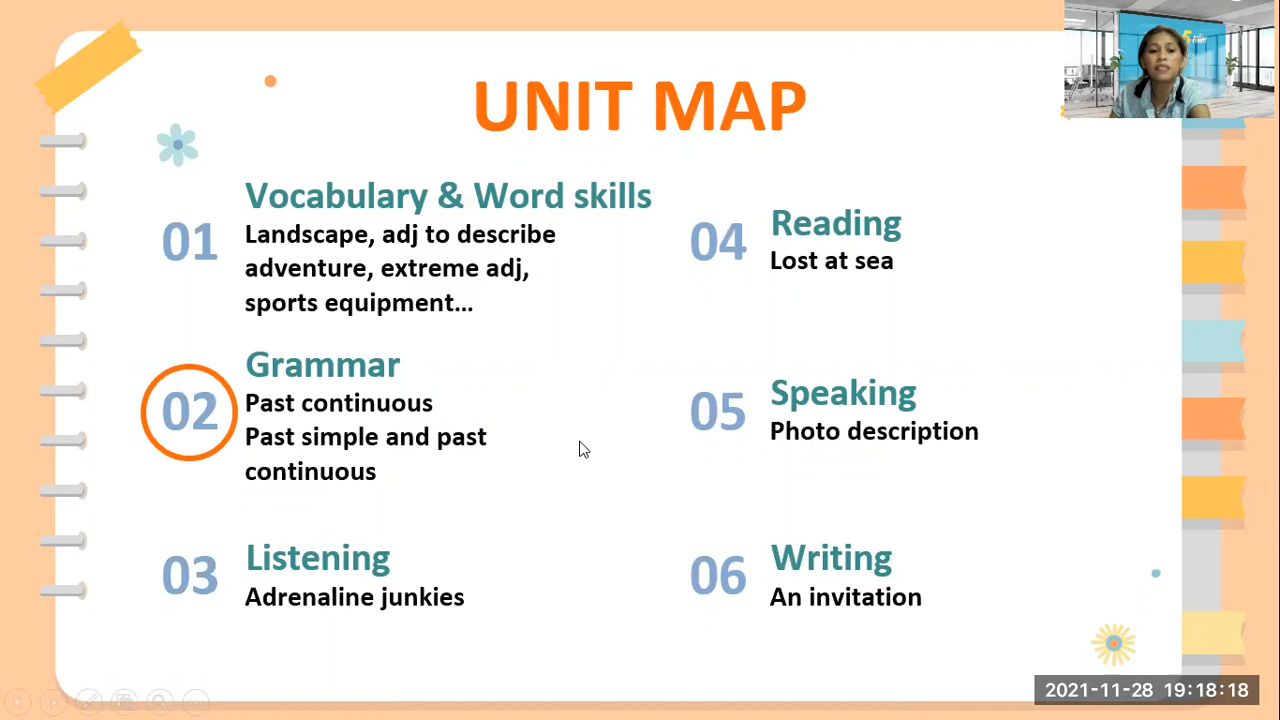 UNIT MAP
01
Vocabulary & Word skills
Landscape, adj to describe
adventure, extreme adj,
sports equipment...
02
Grammar
Past continuous
Past simple and past
continuous
03
Listening
Adrenaline junkies
04
Reading
Lost at sea
05
Speaking
Photo description
06
Writing
An invitation
2021-11-28 19:18:18